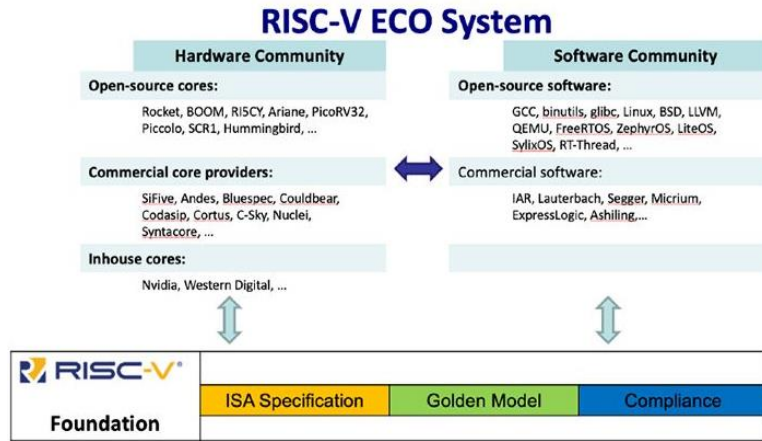 RISC-V ECO System
Hardware Community
Open-source cores:
Rocket, BOOM, RI5CY, Ariane, PicoRV32,
Piccolo, SCR1, Hummingbird, ...
Commercial core providers:
SiFive, Andes, Bluespec, Couldbear,
Codasip, Cortus, C-Sky, Nuclei,
Syntacore, ...
Inhouse cores:
Nvidia, Western Digital, ...
Software Community
Open-source software:
GCC, binutils, glibc, Linux, BSD, LLVM,
QEMU, FreeRTOS, ZephyrOS, LiteOS,
SylixOS, RT-Thread, ...
Commercial software:
IAR, Lauterbach, Segger, Micrium,
ExpressLogic, Ashiling,...
RISC-V®
Foundation
ISA Specification
Golden Model
Compliance